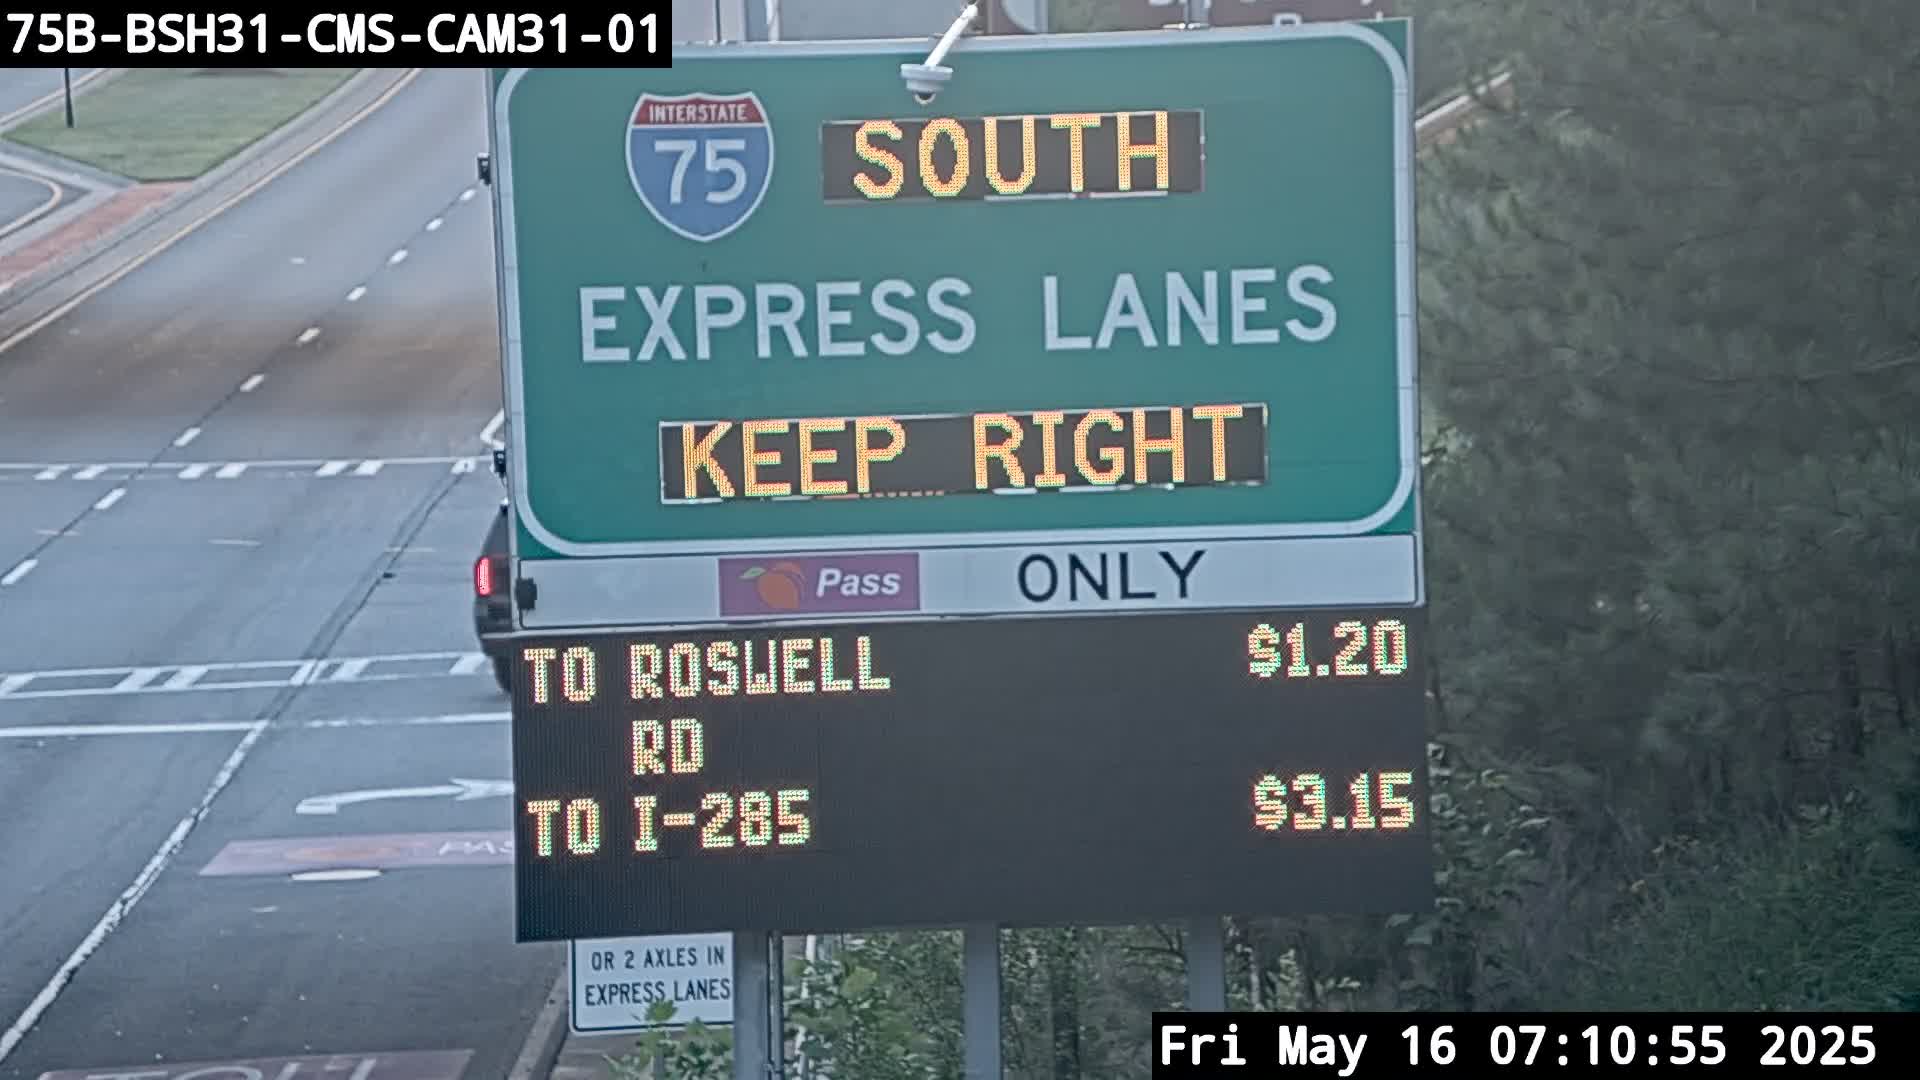 75B-BSH31-CMS-CAM31-01
INTERSTATE
75
SOUTH
EXPRESS LANES
KEEP RIGHT
Pass ONLY
TO ROSWELL $1.20
RD
TO I-285 $3.15
PAS
OR 2 AXLES IN
EXPRESS LANES
Fri May 16 07:10:55 2025